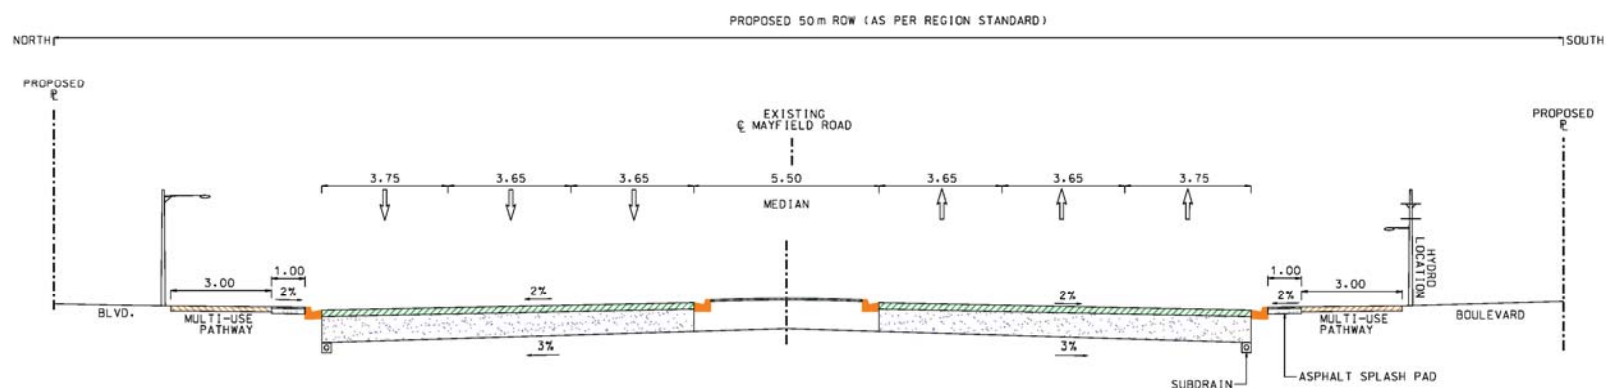 PROPOSED 50m ROW (AS PER REGION STANDARD)
NORTH
SOUTH
PROPOSED
℄
EXISTING
℄ MAYFIELD ROAD
PROPOSED
℄
3.75
3.65
3.65
5.50
3.65
3.65
3.75
MEDIAN
HYDRO
LOCATION
1.00
3.00
2%
2%
2%
1.00
2%
3.00
BLVD.
MULTI-USE
PATHWAY
MULTI-USE
PATHWAY
BOULEVARD
3%
3%
SUBDRAIN
ASPHALT SPLASH PAD